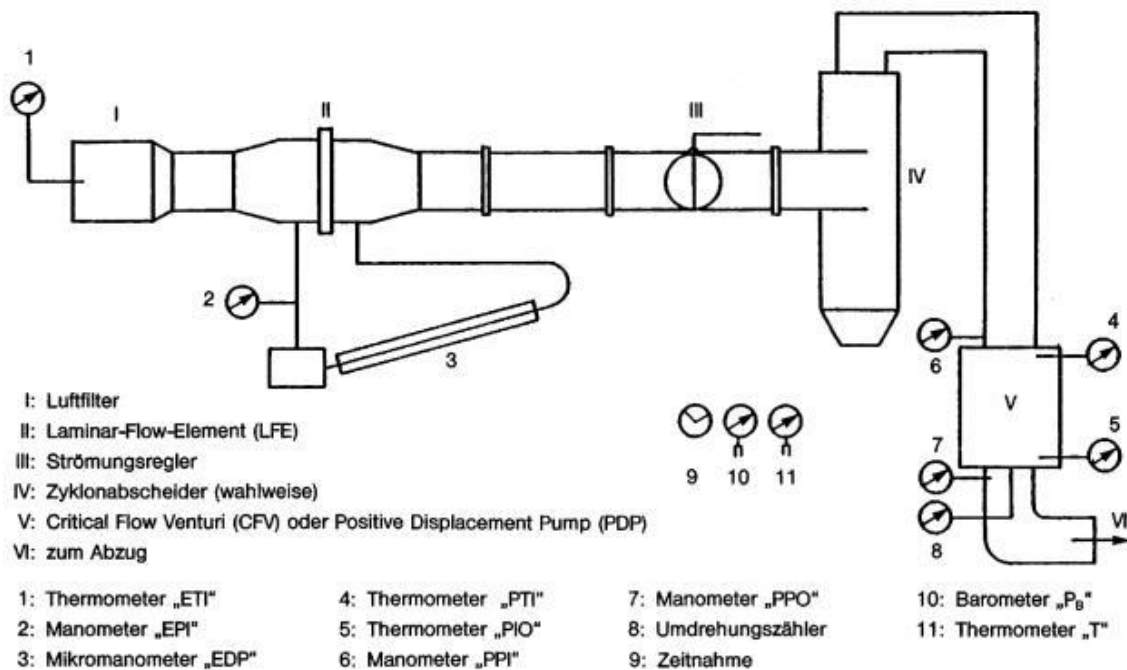 1
I
II
III
IV
2
3
4
6
V
5
9
10
11
7
8
VI
I: Luftfilter
II: Laminar-Flow-Element (LFE)
III: Strömungsregler
IV: Zyklonabscheider (wahlweise)
V: Critical Flow Venturi (CFV) oder Positive Displacement Pump (PDP)
VI: zum Abzug
1: Thermometer „ETI“
2: Manometer „EPI“
3: Mikromanometer „EDP“
4: Thermometer „PTI“
5: Thermometer „PIO“
6: Manometer „PPI“
7: Manometer „PPO“
8: Umdrehungszähler
9: Zeitnahme
10: Barometer „P_B“
11: Thermometer „T“